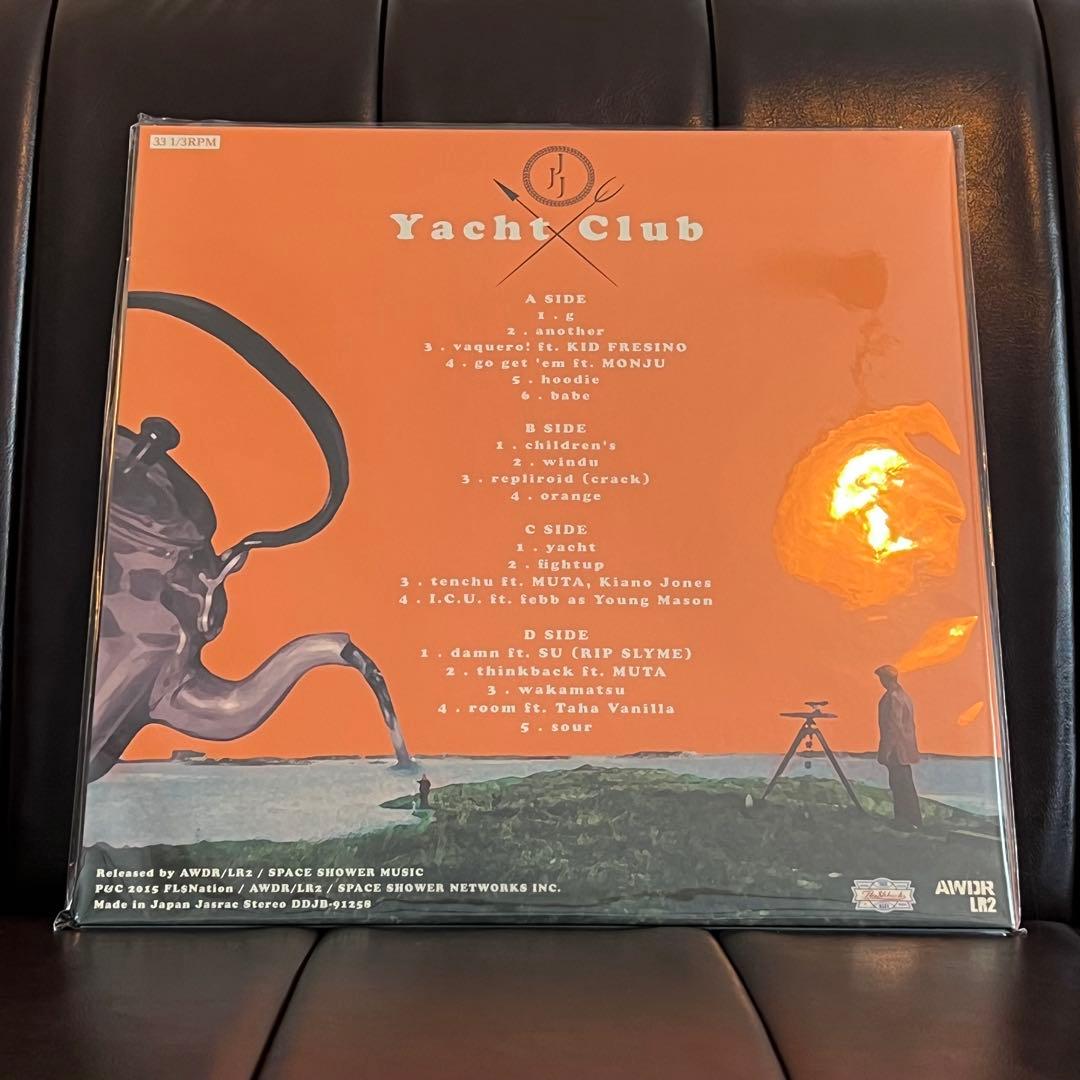 33 1/3RPM
JJJ
Yacht Club
A SIDE
1 . g
2 . another
3 . vaquero! ft. KID FRESINO
4 . go get 'em ft. MONJU
5 . hoodie
6 . babe
B SIDE
1 . children's
2 . windu
3 . repliroid (crack)
4 . orange
C SIDE
1 . yacht
2 . fightup
3 . tenchu ft. MUTA, Kiano Jones
4 . I.C.U. ft. febb as Young Mason
D SIDE
1 . damn ft. SU (RIP SLYME)
2 . thinkback ft. MUTA
3 . wakamatsu
4 . room ft. Taha Vanilla
5 . sour
Released by AWDR/LR2 / SPACE SHOWER MUSIC
P&C 2015 FL$Nation / AWDR/LR2 / SPACE SHOWER NETWORKS INC.
Made in Japan Jasrac Stereo DDJB-91258
AWDR
LR2